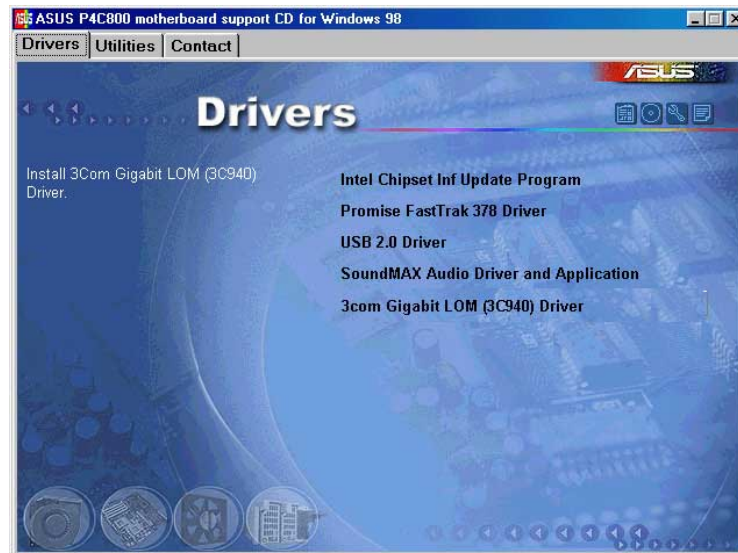 ASUS P4C800 motherboard support CD for Windows 98
Drivers Utilities Contact
/SUS
Drivers
Install 3Com Gigabit LOM (3C940)
Driver.
Intel Chipset Inf Update Program
Promise FastTrak 378 Driver
USB 2.0 Driver
SoundMAX Audio Driver and Application
3com Gigabit LOM (3C940) Driver